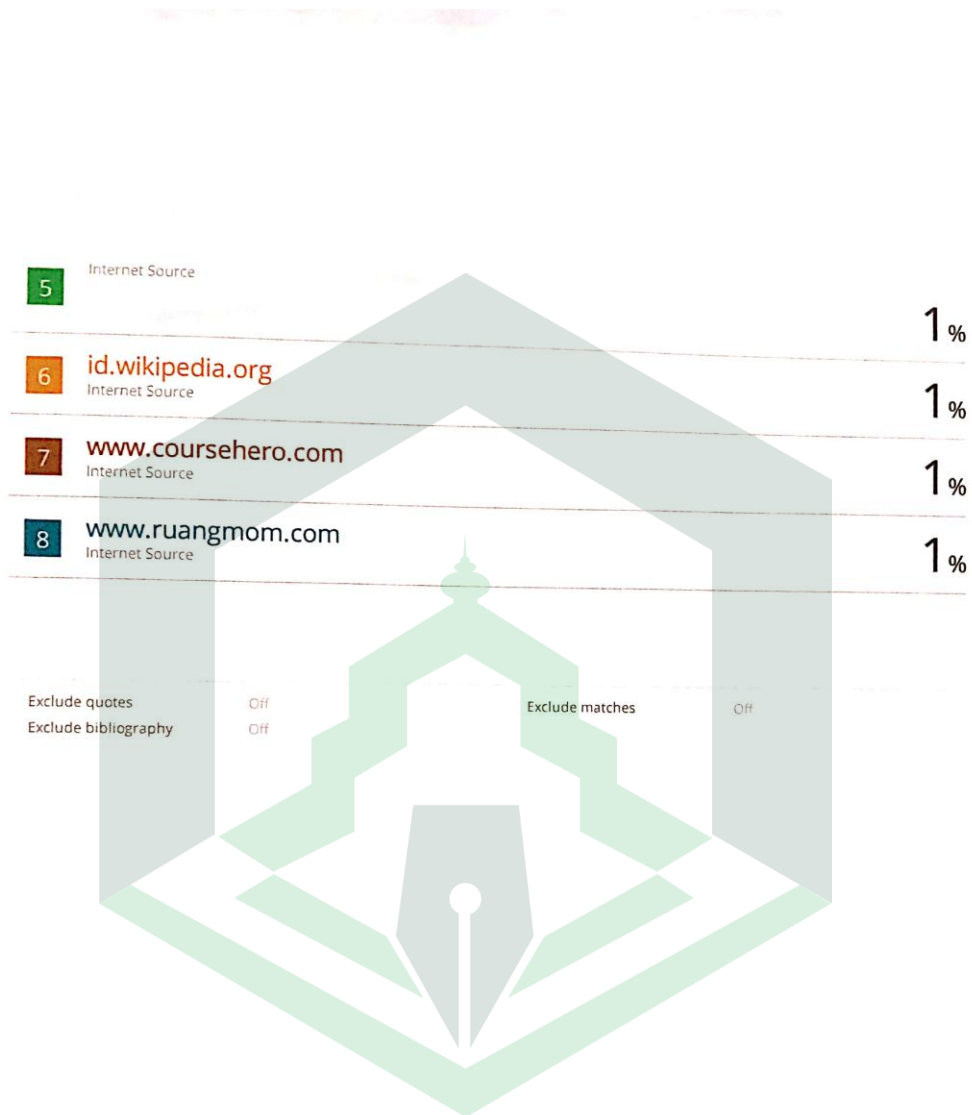 5
Internet Source
1%
6
id.wikipedia.org
Internet Source
1%
7
www.coursehero.com
Internet Source
1%
8
www.ruangmom.com
Internet Source
1%
Exclude quotes Off Exclude matches Off
Exclude bibliography Off